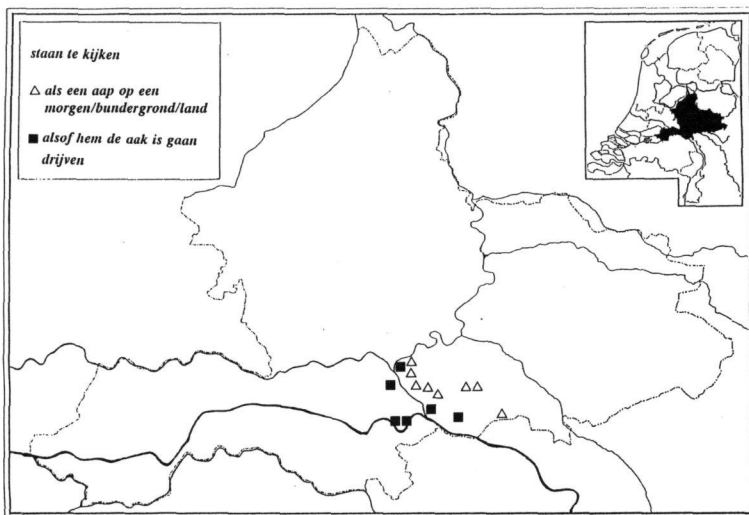 staan te kijken
als een aap op een
morgen/bundergrond/land
alsof hem de aak is gaan
drijven